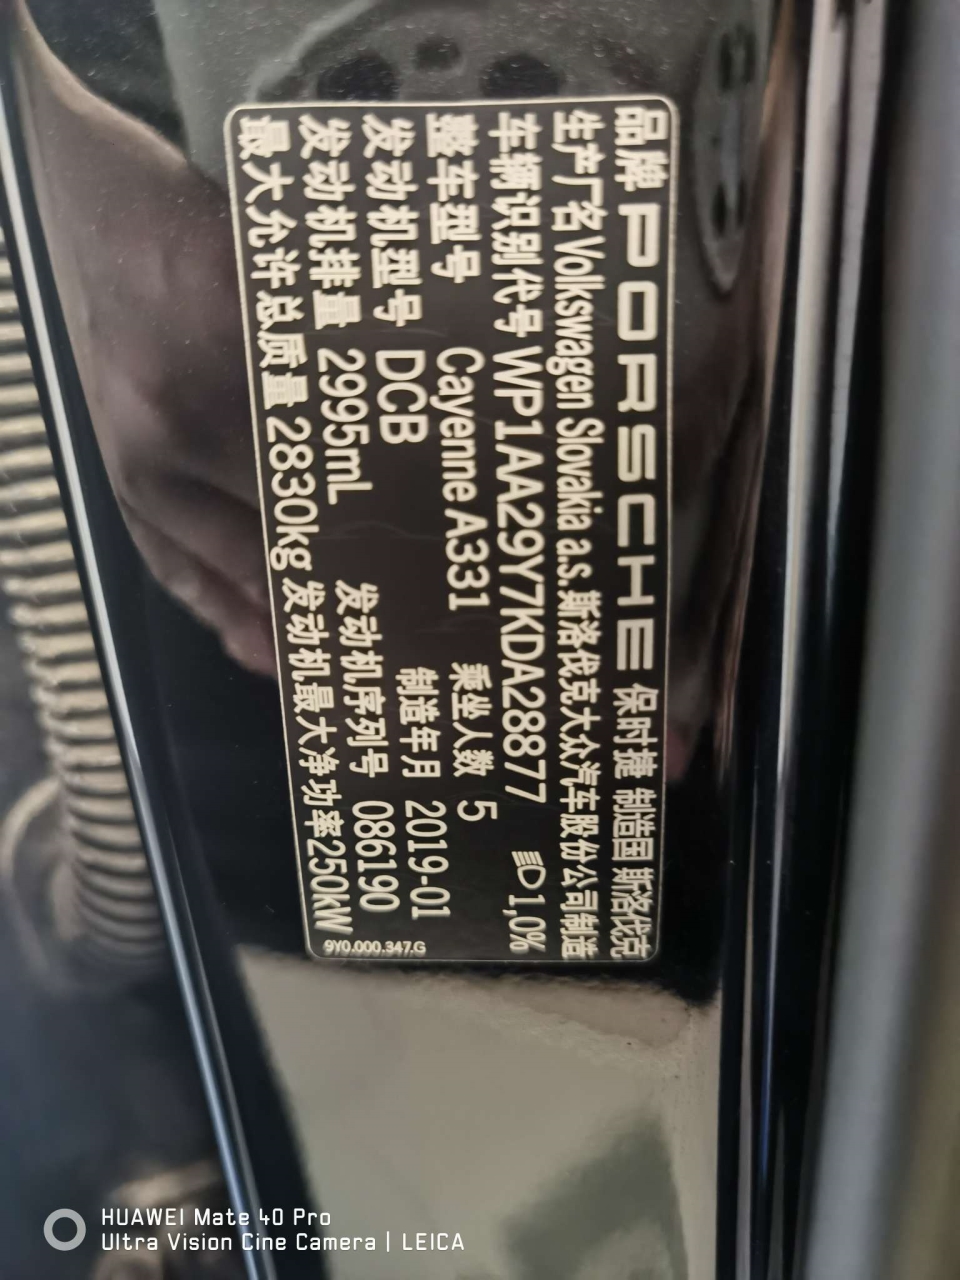 品牌 PORSCHE 保时捷 制造国 斯洛伐克
生产厂名 Volkswagen Slovakia a.s.斯洛伐克大众汽车股份公司制造
车辆识别代号 WP1AA29Y7KDA28877 1,0%
整车型号 Cayenne A331 乘坐人数 5
发动机型号 DCB 制造年月 2019-01
发动机排量 2995mL 发动机序列号 086190
最大允许总质量 2830kg 发动机最大净功率250kW
9Y0.000.347.G
HUAWEI Mate 40 Pro
Ultra Vision Cine Camera | LEICA